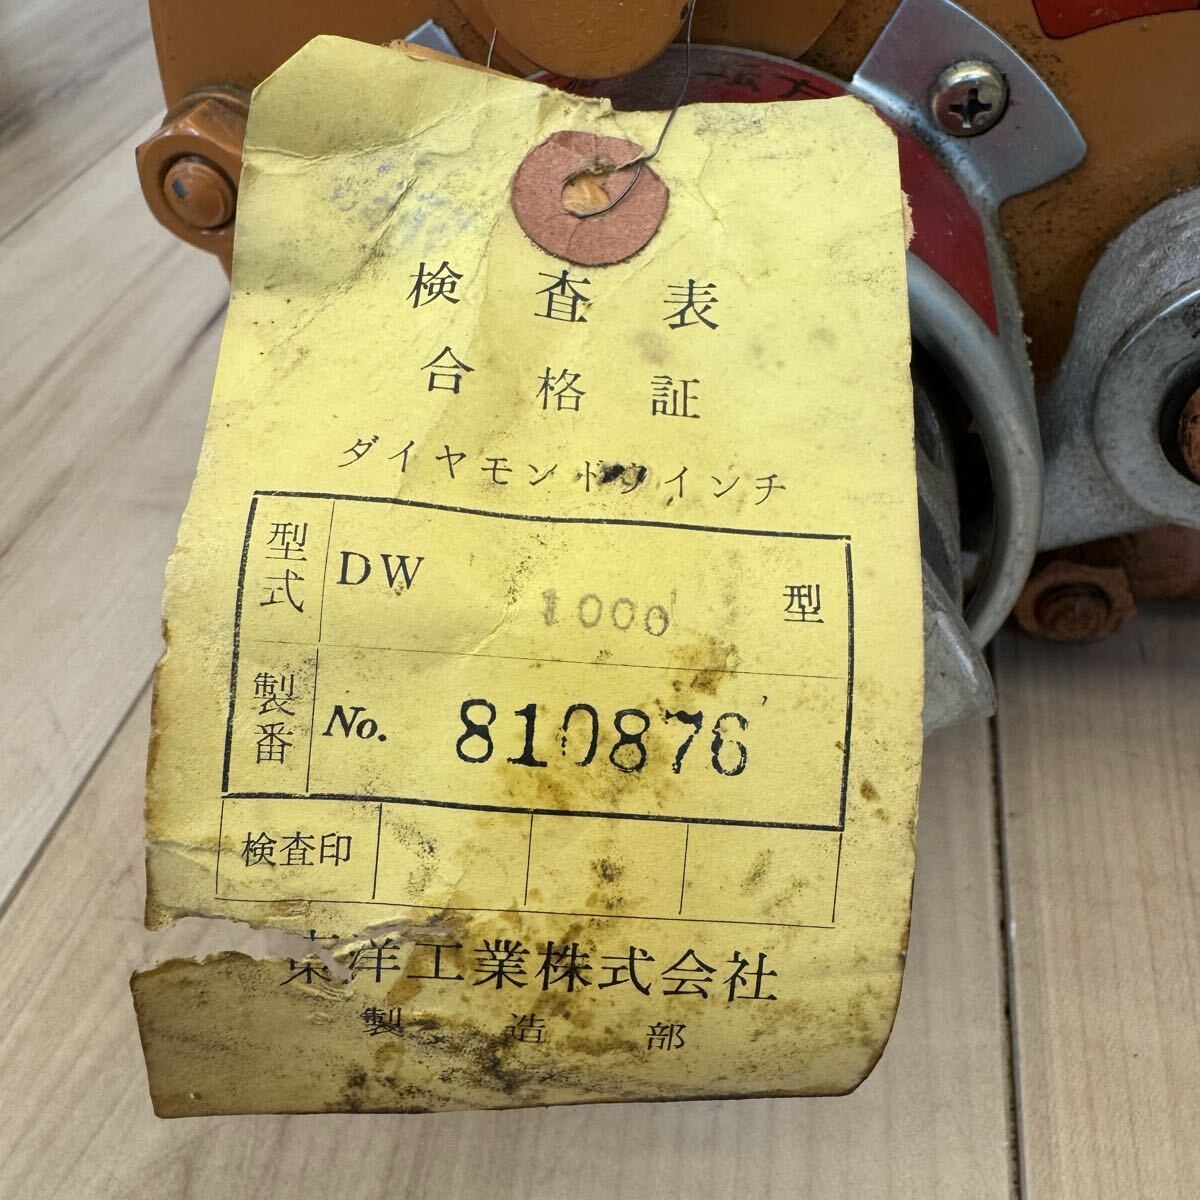 検査表
合格証
ダイヤモンドウインチ
型式 DW 1000 型
製番 No. 810876
検査印
東洋工業株式会社
製造部